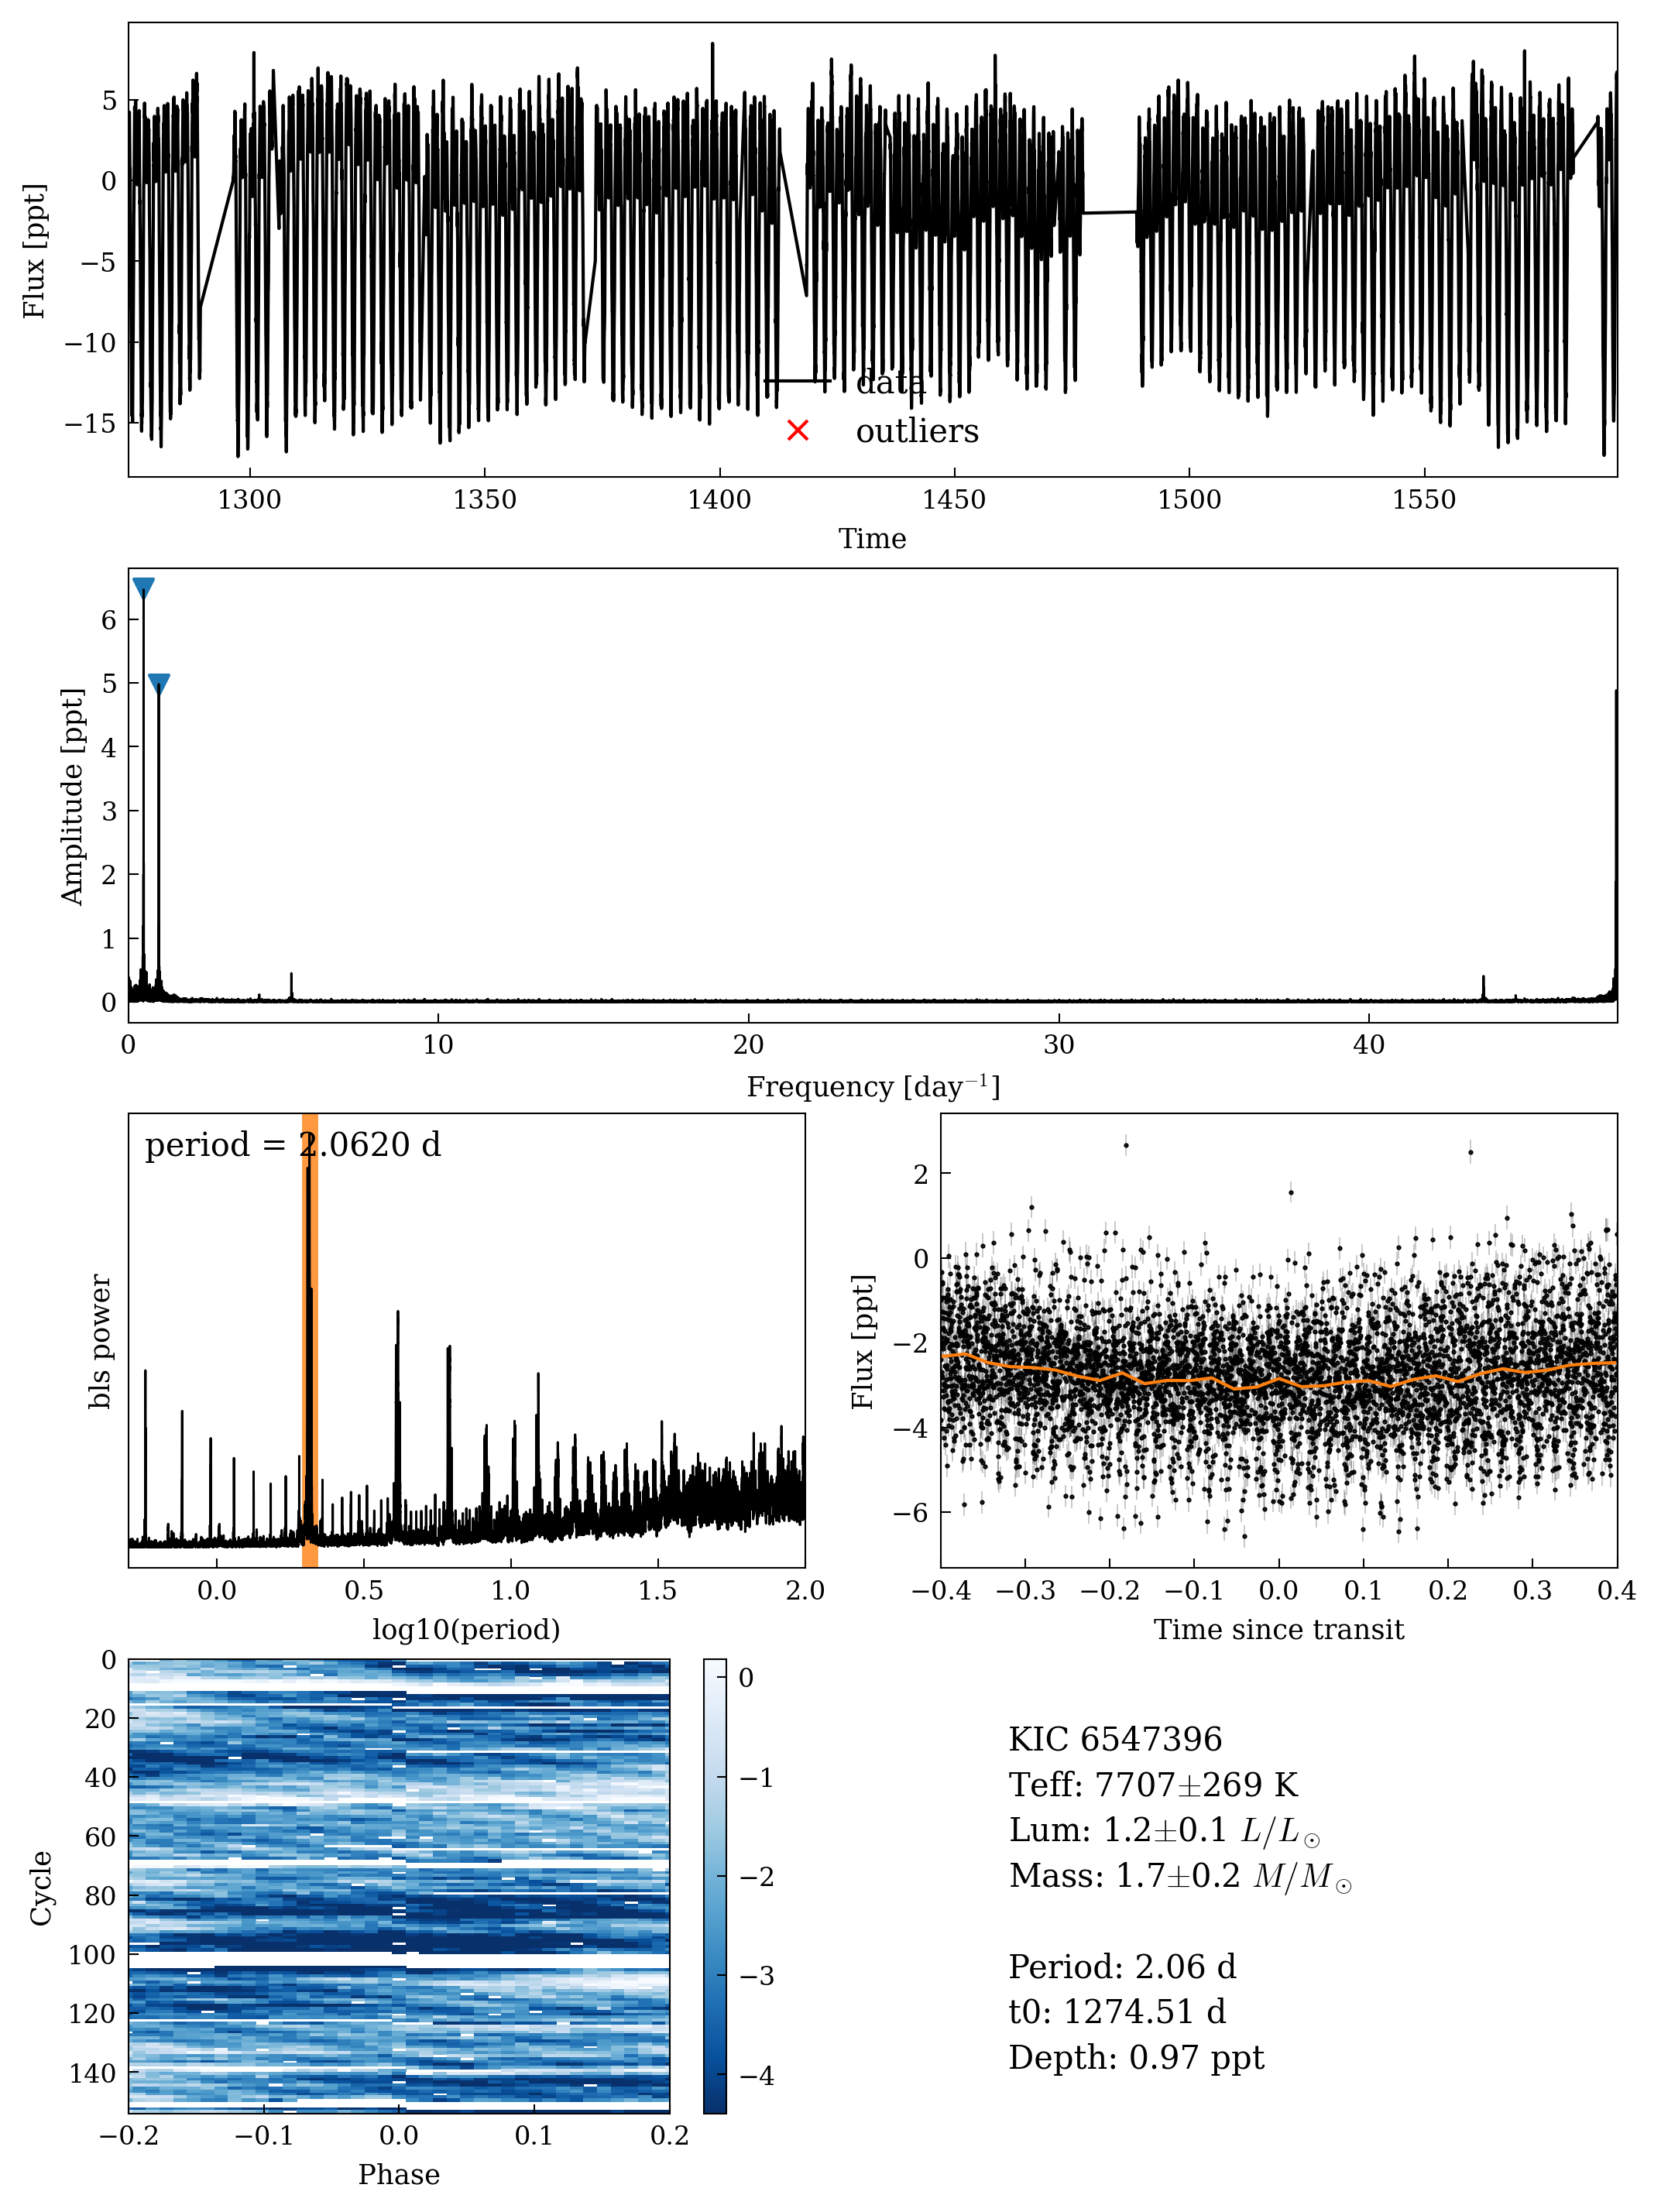 5
0
−5
−10
−15
Flux [ppt]
data
outliers
1300 1350 1400 1450 1500 1550
Time
6
5
4
3
2
1
0
Amplitude [ppt]
0 10 20 30 40
Frequency [day⁻¹]
period = 2.0620 d
bls power
0.0 0.5 1.0 1.5 2.0
log10(period)
2
0
−2
−4
−6
Flux [ppt]
−0.4 −0.3 −0.2 −0.1 0.0 0.1 0.2 0.3 0.4
Time since transit
0
20
40
60
80
100
120
140
Cycle
−0.2 −0.1 0.0 0.1 0.2
Phase
0
−1
−2
−3
−4
KIC 6547396
Teff: 7707±269 K
Lum: 1.2±0.1 L/L☉
Mass: 1.7±0.2 M/M☉
Period: 2.06 d
t0: 1274.51 d
Depth: 0.97 ppt